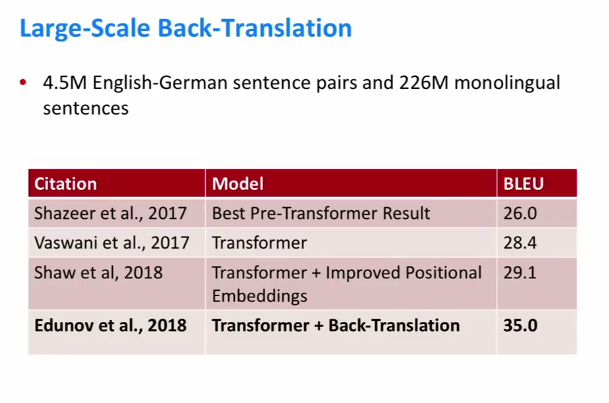 Large-Scale Back-Translation
• 4.5M English-German sentence pairs and 226M monolingual
sentences
Citation Model BLEU
Shazeer et al., 2017 Best Pre-Transformer Result 26.0
Vaswani et al., 2017 Transformer 28.4
Shaw et al, 2018 Transformer + Improved Positional 29.1
Embeddings
Edunov et al., 2018 Transformer + Back-Translation 35.0